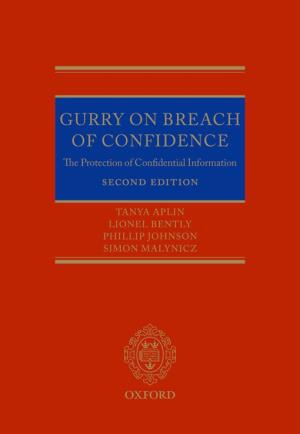 GURRY ON BREACH
OF CONFIDENCE
The Protection of Confidential Information
SECOND EDITION
TANYA APLIN
LIONEL BENTLY
PHILLIP JOHNSON
SIMON MALYNICZ
OXFORD